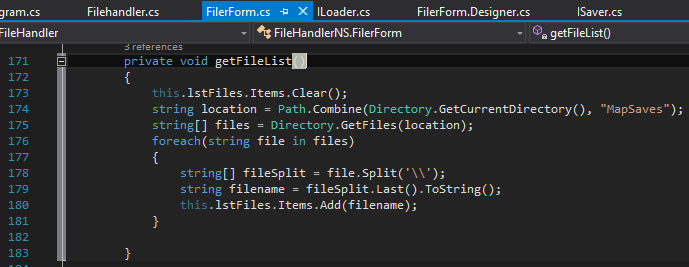 gram.cs Filehandler.cs FilerForm.cs ILoader.cs FilerForm.Designer.cs ISaver.cs
FileHandler FileHandlerNS.FilerForm getFileList()
3 references
171 private void getFileList()
172 {
173 this.lstFiles.Items.Clear();
174 string location = Path.Combine(Directory.GetCurrentDirectory(), "MapSaves");
175 string[] files = Directory.GetFiles(location);
176 foreach(string file in files)
177 {
178 string[] fileSplit = file.Split('\\');
179 string filename = fileSplit.Last().ToString();
180 this.lstFiles.Items.Add(filename);
181 }
182
183 }